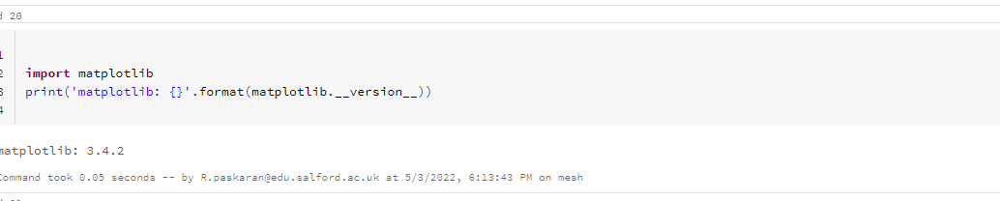 20
1
2 import matplotlib
3 print('matplotlib: {}'.format(matplotlib.__version__))
4
matplotlib: 3.4.2
Command took 0.05 seconds -- by R.paskaran@edu.salford.ac.uk at 5/3/2022, 6:13:43 PM on mesh